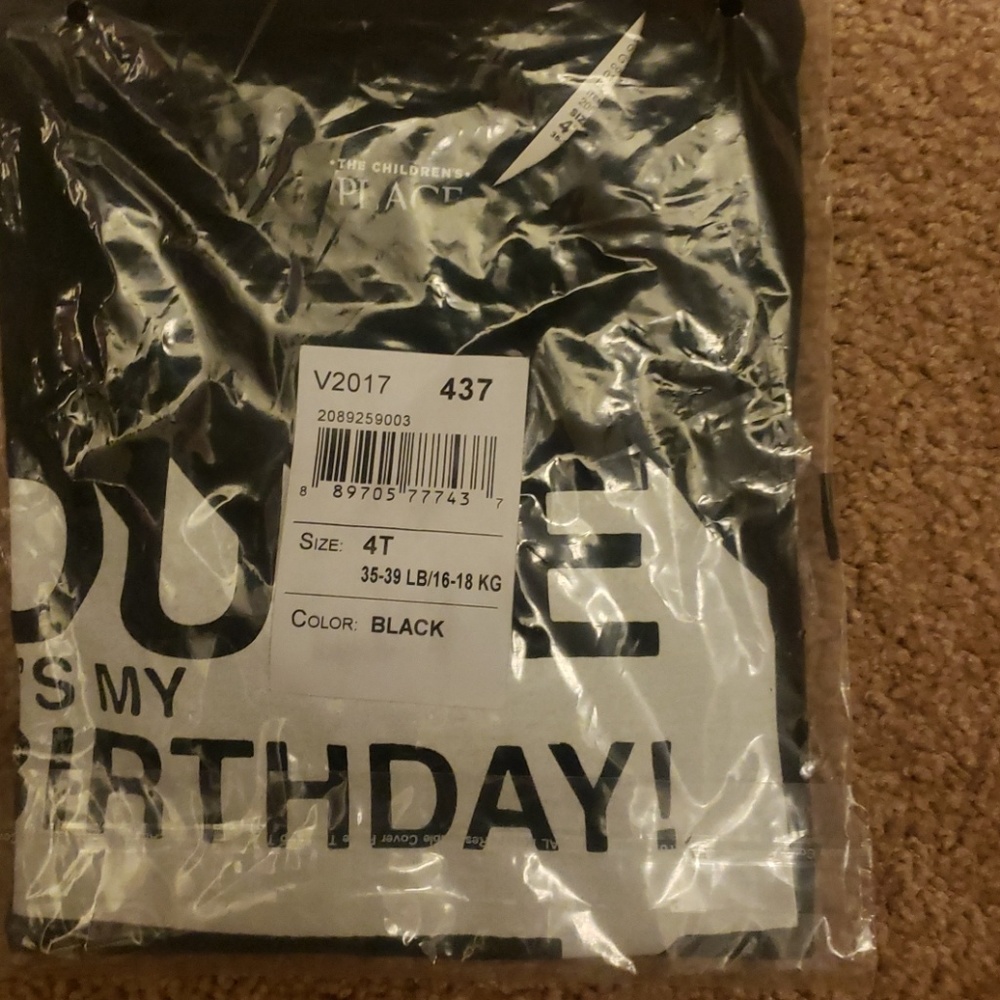 THE CHILDREN'S
PLACE
V2017 437
2089259003
8 89705 77743 7
SIZE: 4T
35-39 LB/16-18 KG
COLOR: BLACK
'S MY
BIRTHDAY!